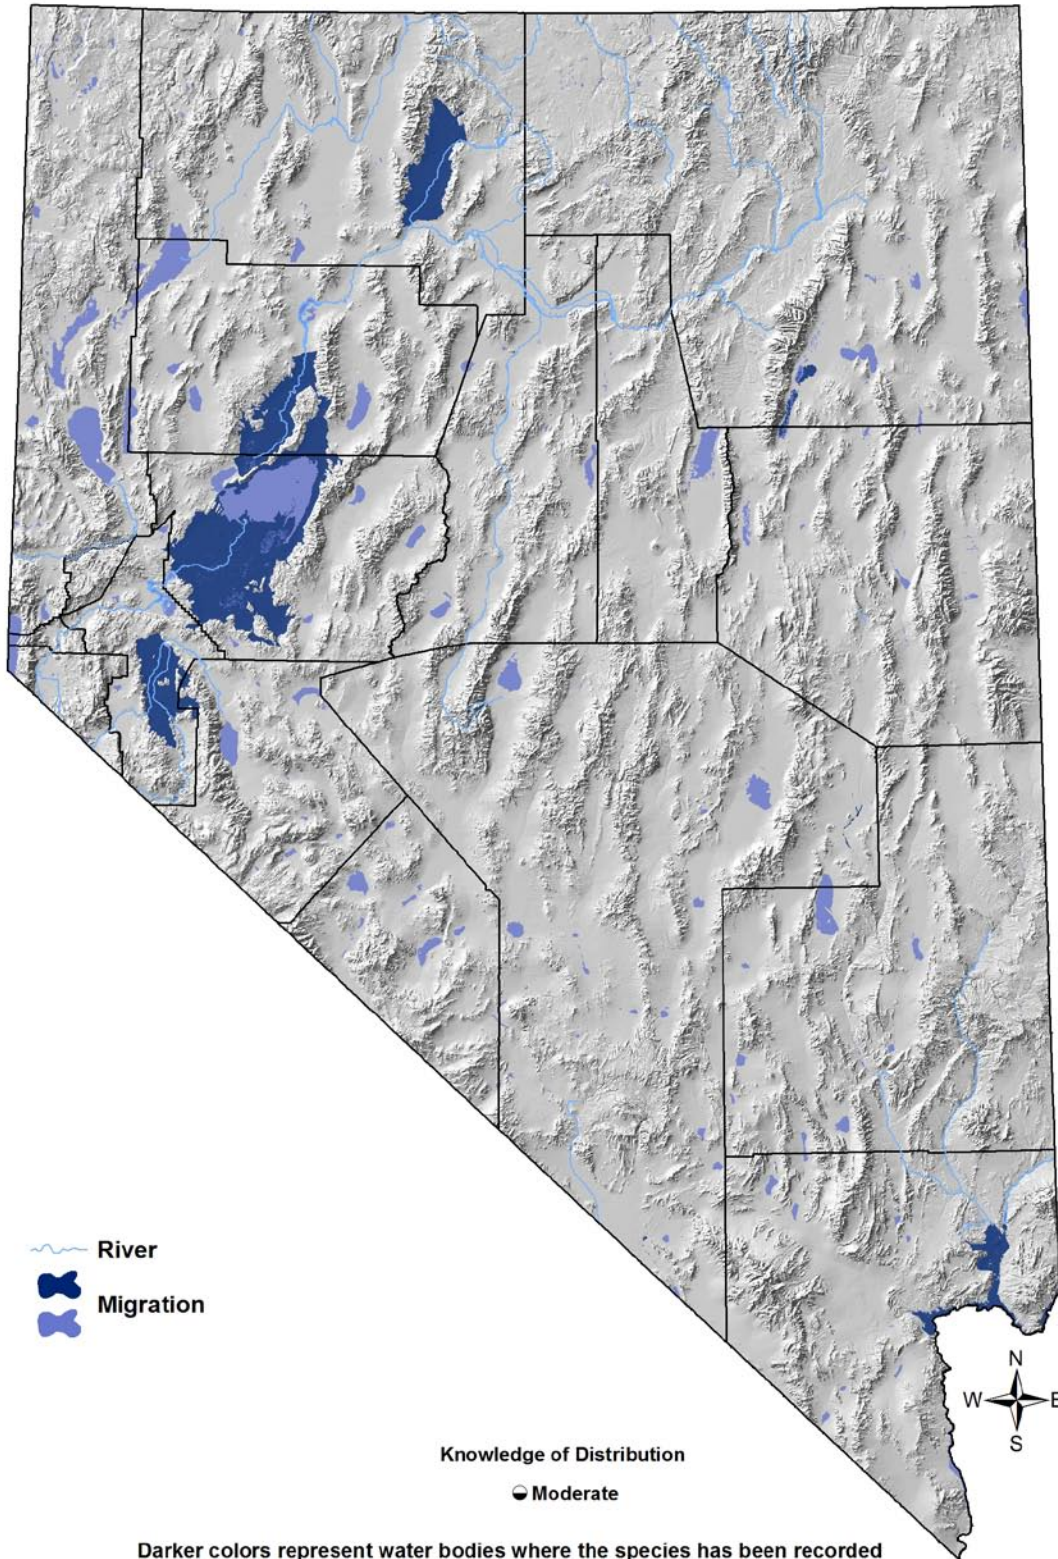 River
Migration
N
W
E
S
Knowledge of Distribution
Moderate
Darker colors represent water bodies where the species has been recorded